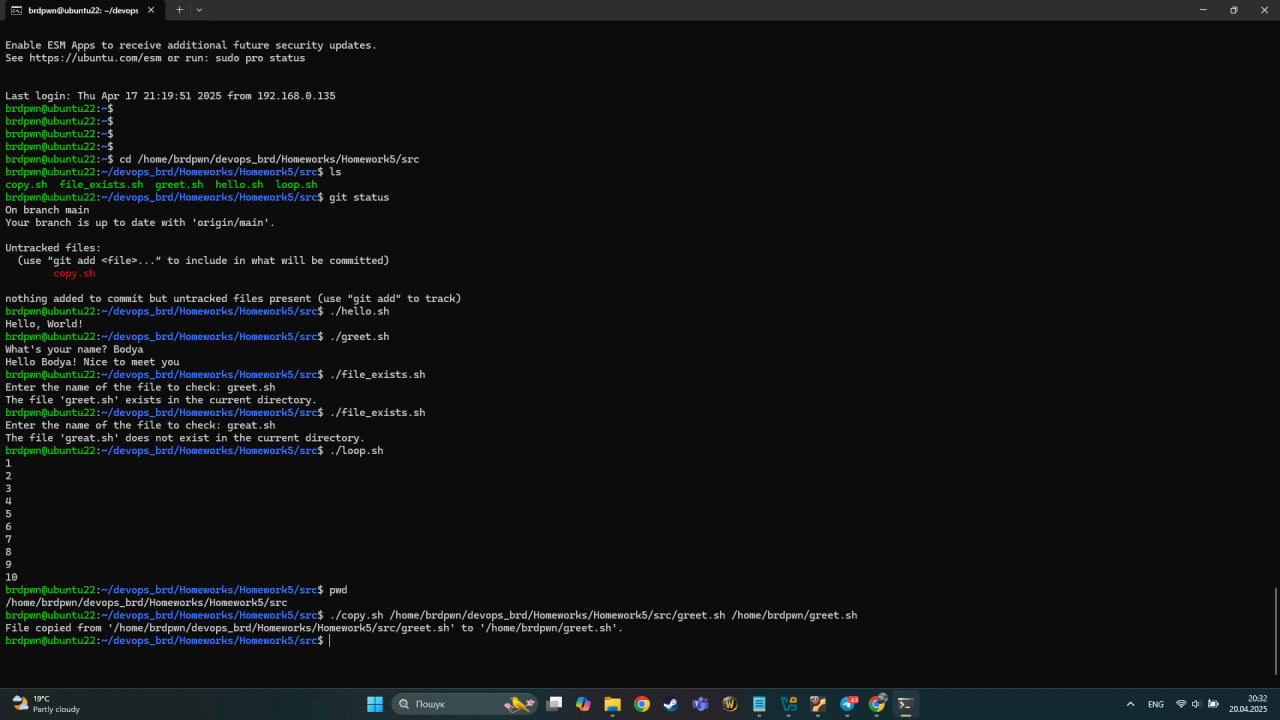 brdpwn@ubuntu22: ~/devops
Enable ESM Apps to receive additional future security updates.
See https://ubuntu.com/esm or run: sudo pro status
Last login: Thu Apr 17 21:19:51 2025 from 192.168.0.135
brdpwn@ubuntu22:~$
brdpwn@ubuntu22:~$
brdpwn@ubuntu22:~$
brdpwn@ubuntu22:~$
brdpwn@ubuntu22:~$ cd /home/brdpwn/devops_brd/Homeworks/Homework5/src
brdpwn@ubuntu22:~/devops_brd/Homeworks/Homework5/src$ ls
copy.sh  file_exists.sh  greet.sh  hello.sh  loop.sh
brdpwn@ubuntu22:~/devops_brd/Homeworks/Homework5/src$ git status
On branch main
Your branch is up to date with 'origin/main'.
Untracked files:
  (use "git add <file>..." to include in what will be committed)
        copy.sh
nothing added to commit but untracked files present (use "git add" to track)
brdpwn@ubuntu22:~/devops_brd/Homeworks/Homework5/src$ ./hello.sh
Hello, World!
brdpwn@ubuntu22:~/devops_brd/Homeworks/Homework5/src$ ./greet.sh
What's your name? Bodya
Hello Bodya! Nice to meet you
brdpwn@ubuntu22:~/devops_brd/Homeworks/Homework5/src$ ./file_exists.sh
Enter the name of the file to check: greet.sh
The file 'greet.sh' exists in the current directory.
brdpwn@ubuntu22:~/devops_brd/Homeworks/Homework5/src$ ./file_exists.sh
Enter the name of the file to check: great.sh
The file 'great.sh' does not exist in the current directory.
brdpwn@ubuntu22:~/devops_brd/Homeworks/Homework5/src$ ./loop.sh
1
2
3
4
5
6
7
8
9
10
brdpwn@ubuntu22:~/devops_brd/Homeworks/Homework5/src$ pwd
/home/brdpwn/devops_brd/Homeworks/Homework5/src
brdpwn@ubuntu22:~/devops_brd/Homeworks/Homework5/src$ ./copy.sh /home/brdpwn/devops_brd/Homeworks/Homework5/src/greet.sh /home/brdpwn/greet.sh
File copied from '/home/brdpwn/devops_brd/Homeworks/Homework5/src/greet.sh' to '/home/brdpwn/greet.sh'.
brdpwn@ubuntu22:~/devops_brd/Homeworks/Homework5/src$
19°C
Partly cloudy
Пошук
ENG
20:32
20.04.2025